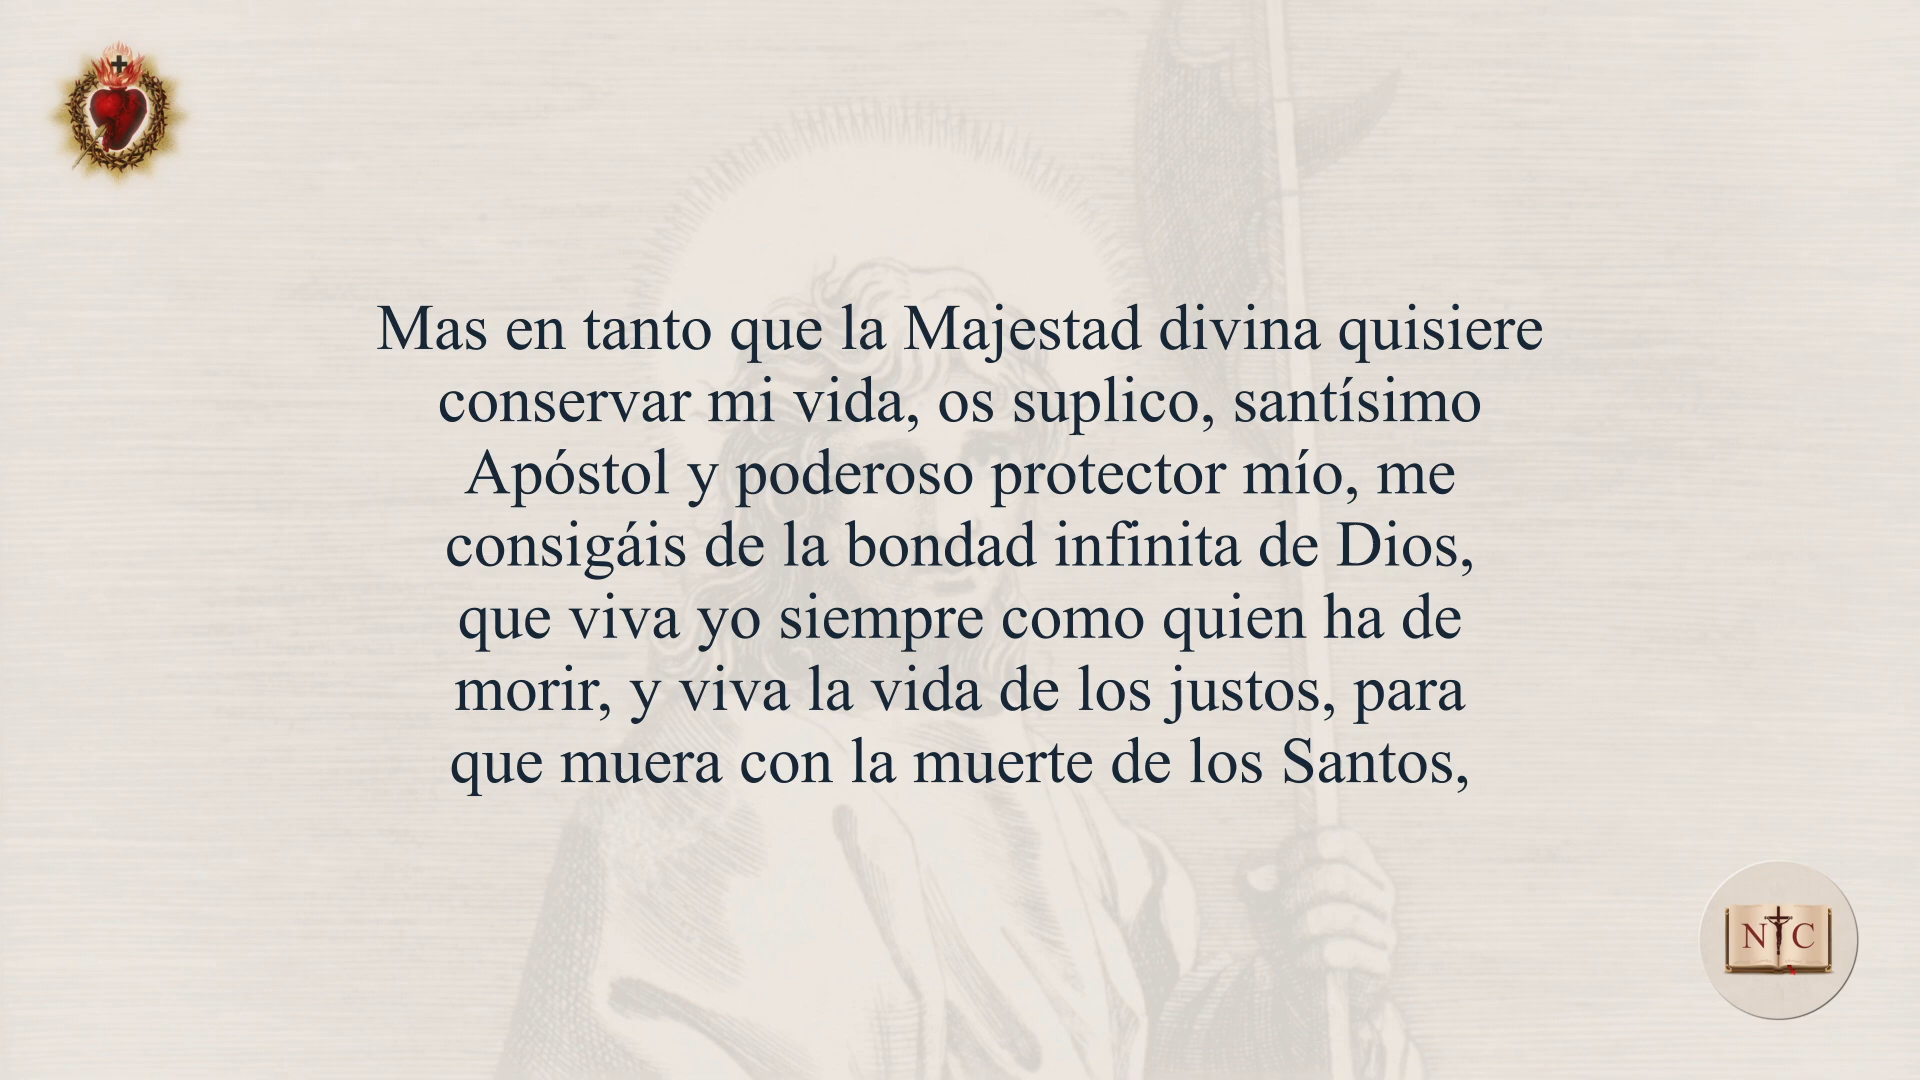 Mas en tanto que la Majestad divina quisiere
conservar mi vida, os suplico, santísimo
Apóstol y poderoso protector mío, me
consigáis de la bondad infinita de Dios,
que viva yo siempre como quien ha de
morir, y viva la vida de los justos, para
que muera con la muerte de los Santos,
N C